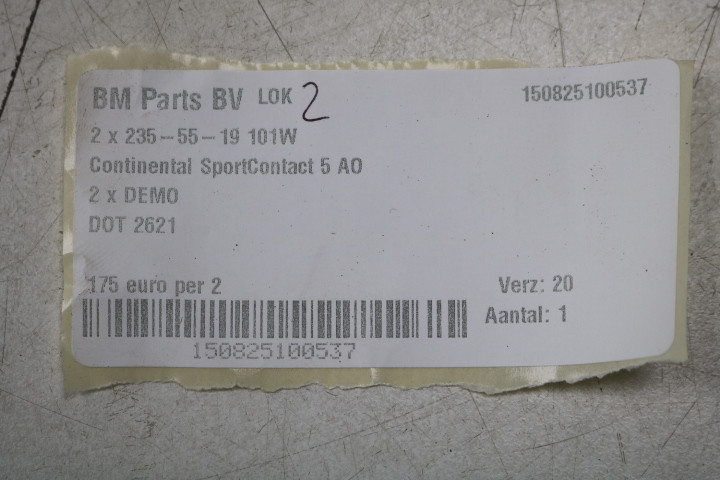 BM Parts BV LOK 2 150825100537
2 x 235-55-19 101W
Continental SportContact 5 AO
2 x DEMO
DOT 2621
175 euro per 2 Verz: 20
Aantal: 1
150825100537